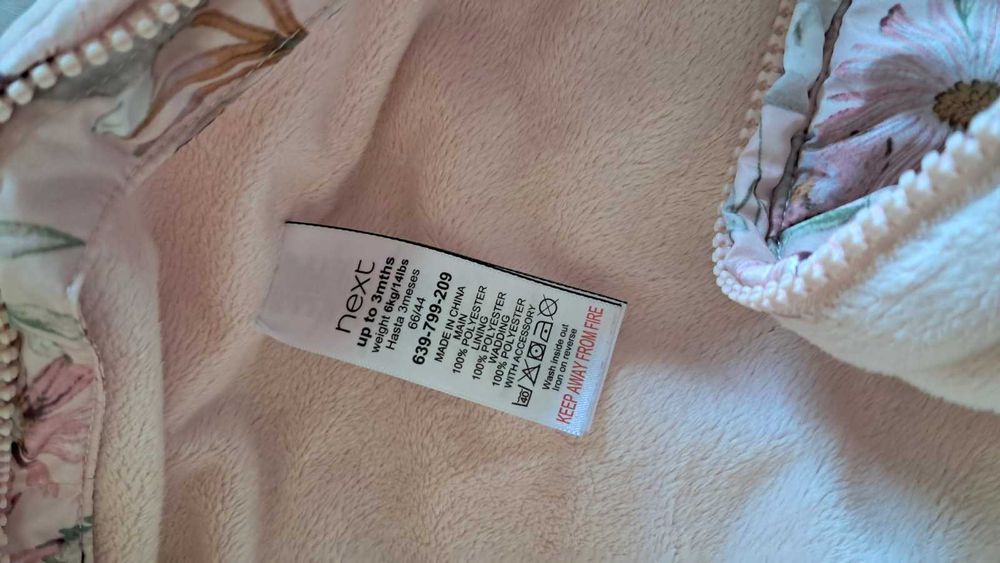 next
up to 3mths
weight 6kg/14lbs
Hasta 3meses
66/44
639-799-209
MADE IN CHINA
MAIN
100% POLYESTER
LINING
100% POLYESTER
WADDING
100% POLYESTER
WITH ACCESSORY
40
Wash inside out
Iron on reverse
KEEP AWAY FROM FIRE